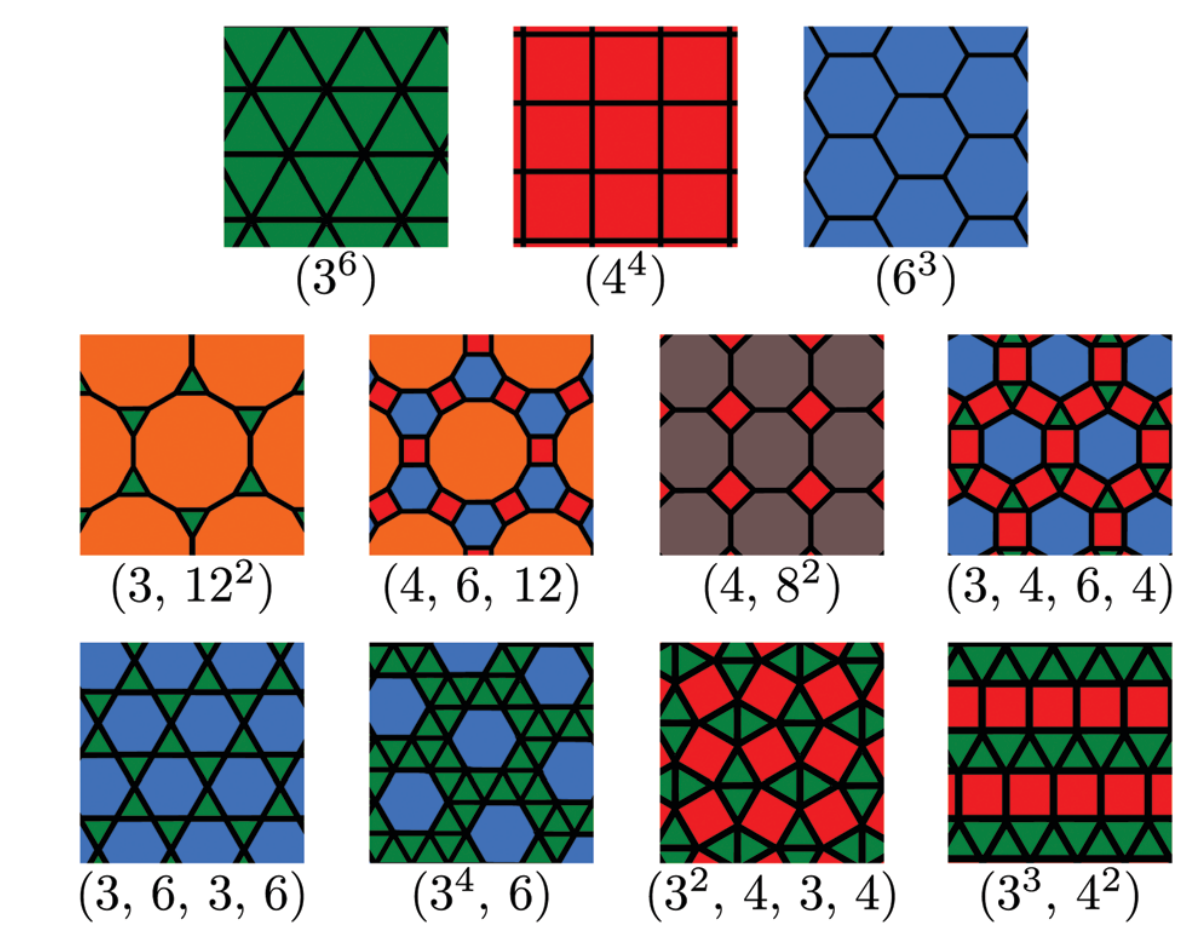 (3⁶) (4⁴) (6³)
(3, 12²) (4, 6, 12) (4, 8²) (3, 4, 6, 4)
(3, 6, 3, 6) (3⁴, 6) (3², 4, 3, 4) (3³, 4²)